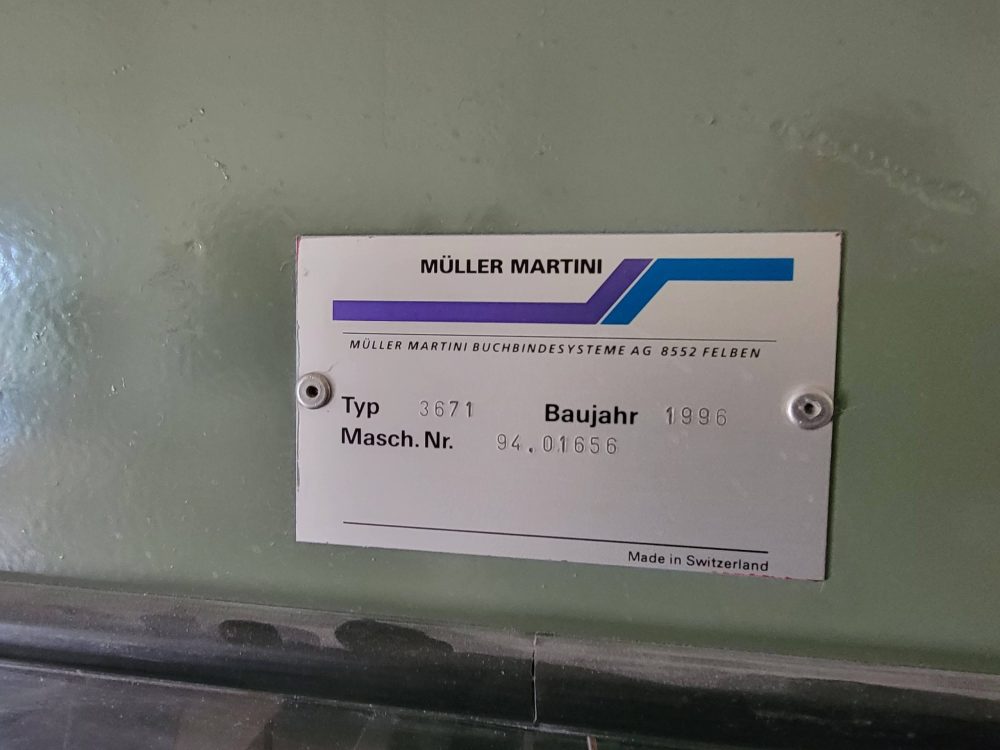 MÜLLER MARTINI
MÜLLER MARTINI BUCHBINDESYSTEME AG 8552 FELBEN
Typ 3671 Baujahr 1996
Masch. Nr. 94.01656
Made in Switzerland